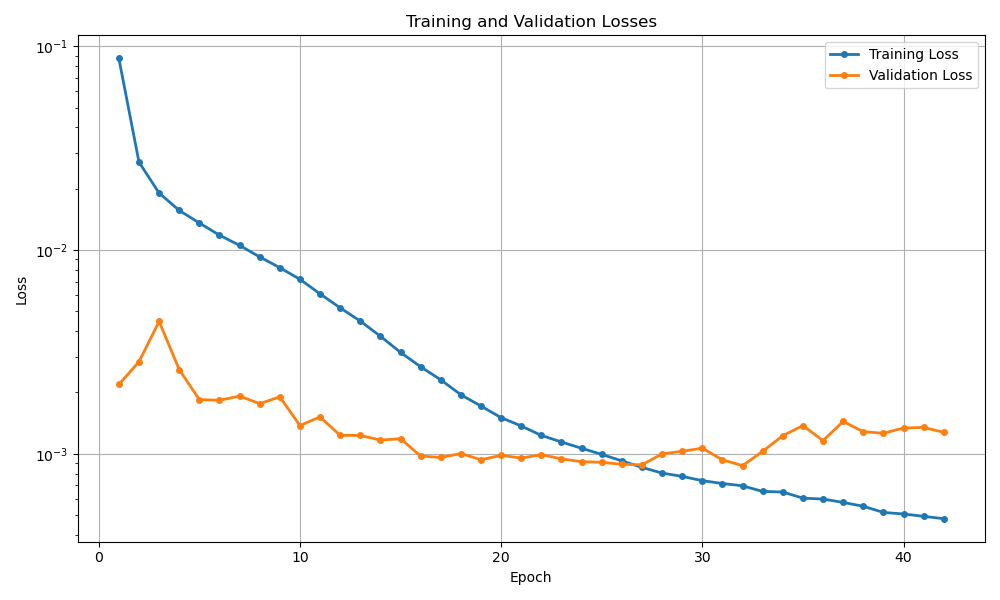 Training and Validation Losses
Training Loss
Validation Loss
10⁻¹
10⁻²
10⁻³
Loss
0 10 20 30 40
Epoch